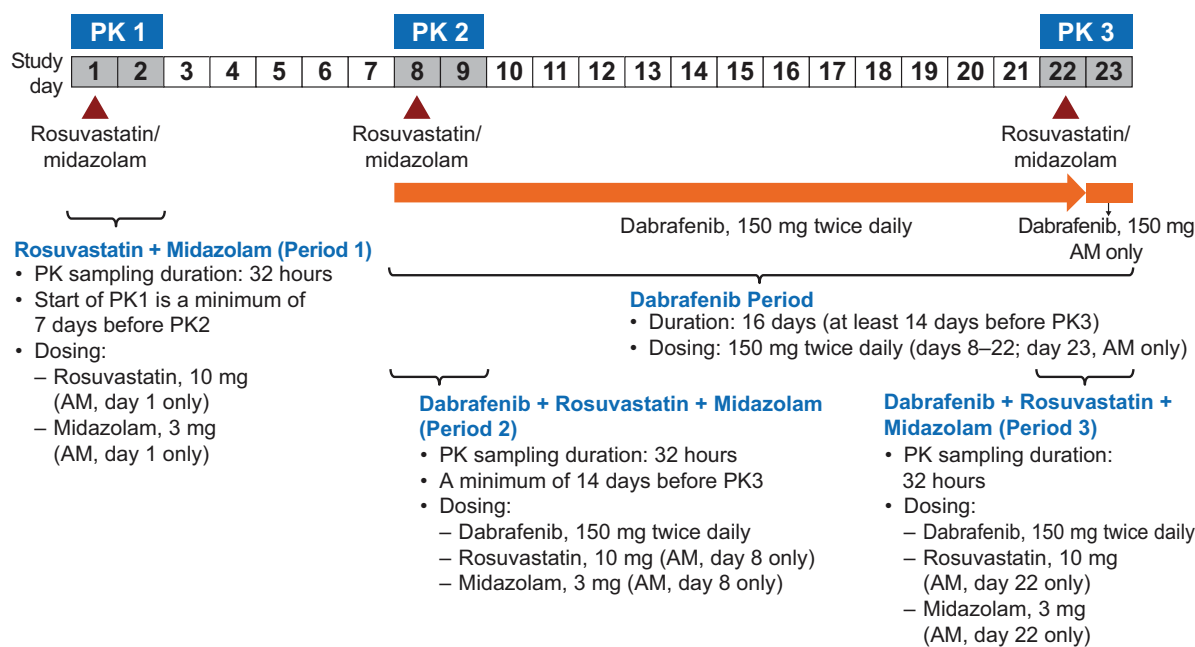 PK 1
PK 2
PK 3
Study
day
1 2 3 4 5 6 7 8 9 10 11 12 13 14 15 16 17 18 19 20 21 22 23
Rosuvastatin/
midazolam
Rosuvastatin/
midazolam
Rosuvastatin/
midazolam
Dabrafenib, 150 mg twice daily
Dabrafenib, 150 mg
AM only
Rosuvastatin + Midazolam (Period 1)
• PK sampling duration: 32 hours
• Start of PK1 is a minimum of
7 days before PK2
• Dosing:
– Rosuvastatin, 10 mg
(AM, day 1 only)
– Midazolam, 3 mg
(AM, day 1 only)
Dabrafenib Period
• Duration: 16 days (at least 14 days before PK3)
• Dosing: 150 mg twice daily (days 8–22; day 23, AM only)
Dabrafenib + Rosuvastatin + Midazolam
(Period 2)
• PK sampling duration: 32 hours
• A minimum of 14 days before PK3
• Dosing:
– Dabrafenib, 150 mg twice daily
– Rosuvastatin, 10 mg (AM, day 8 only)
– Midazolam, 3 mg (AM, day 8 only)
Dabrafenib + Rosuvastatin +
Midazolam (Period 3)
• PK sampling duration:
32 hours
• Dosing:
– Dabrafenib, 150 mg twice daily
– Rosuvastatin, 10 mg
(AM, day 22 only)
– Midazolam, 3 mg
(AM, day 22 only)